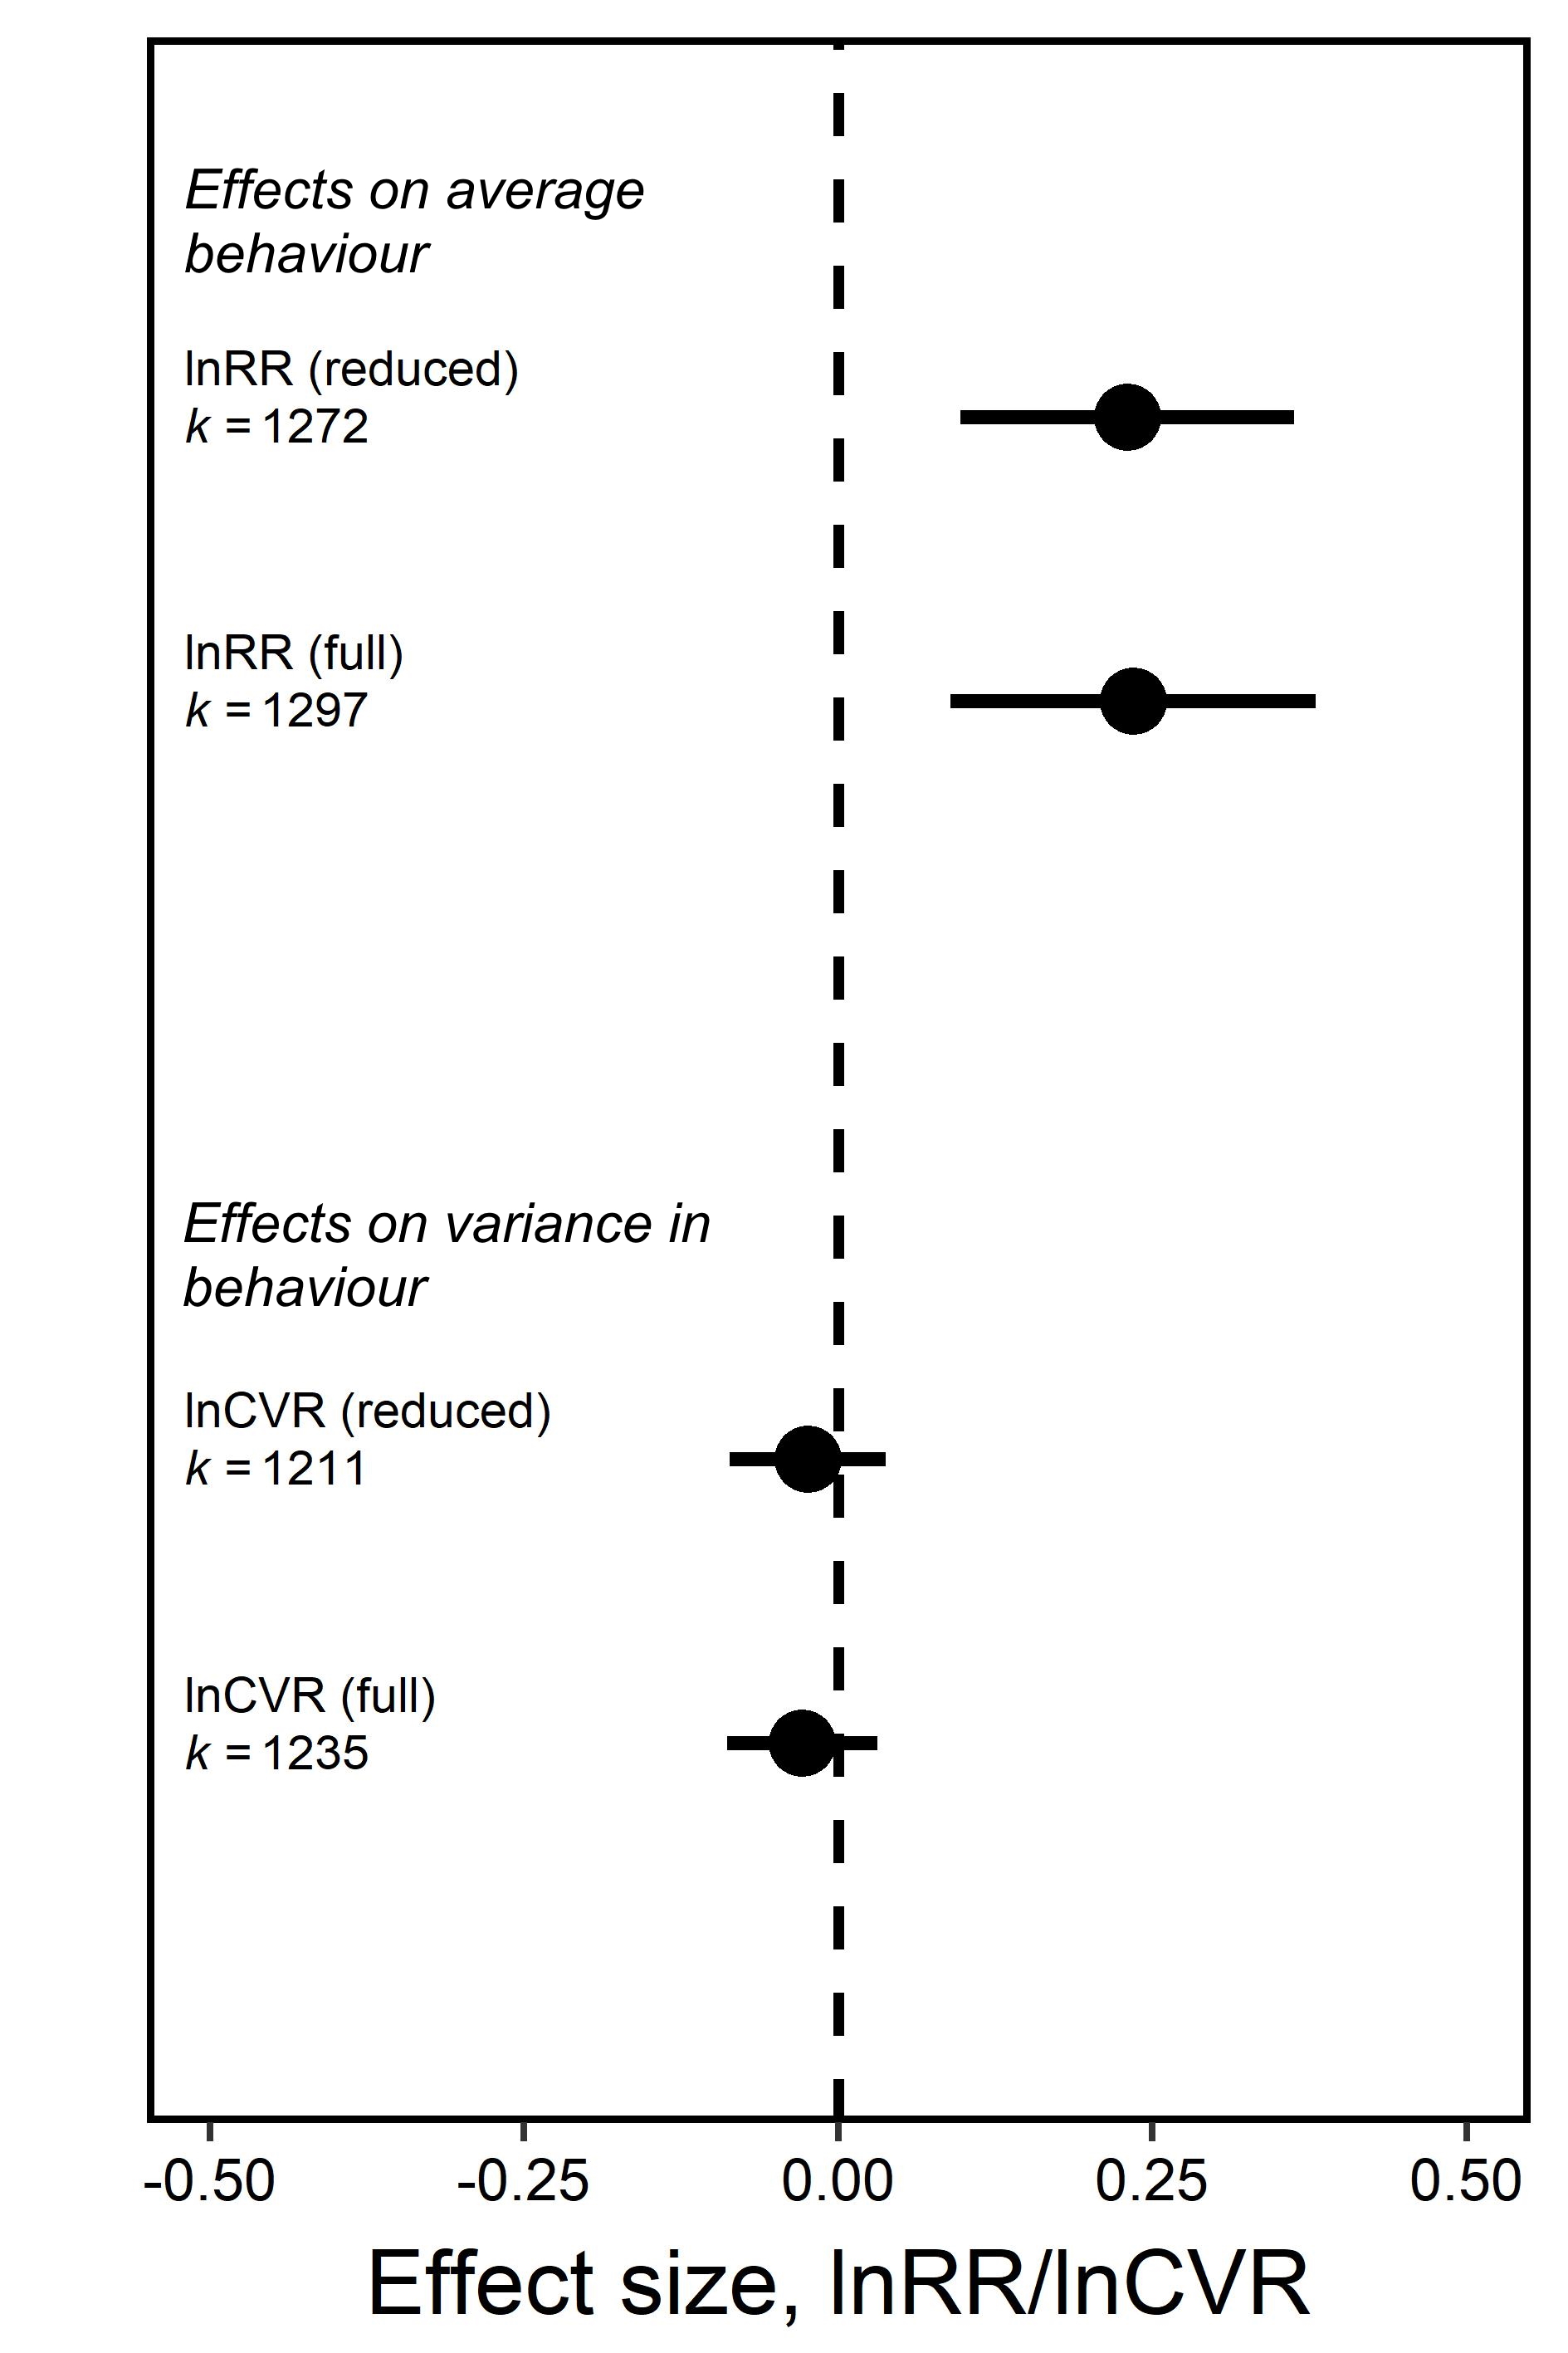 Effects on average
behaviour
lnRR (reduced)
k = 1272
lnRR (full)
k = 1297
Effects on variance in
behaviour
lnCVR (reduced)
k = 1211
lnCVR (full)
k = 1235
-0.50 -0.25 0.00 0.25 0.50
Effect size, lnRR/lnCVR